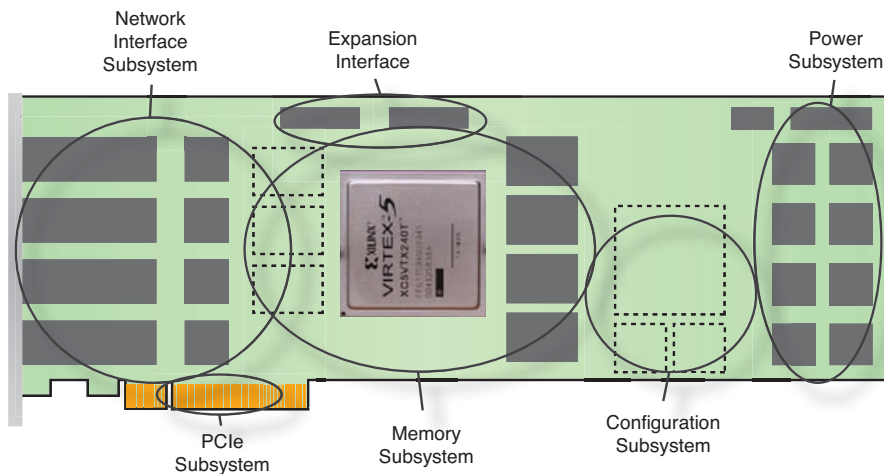 Network
Interface
Subsystem
Expansion
Interface
Power
Subsystem
XILINX
VIRTEX-5
XC5VTX240T
PCIe
Subsystem
Memory
Subsystem
Configuration
Subsystem